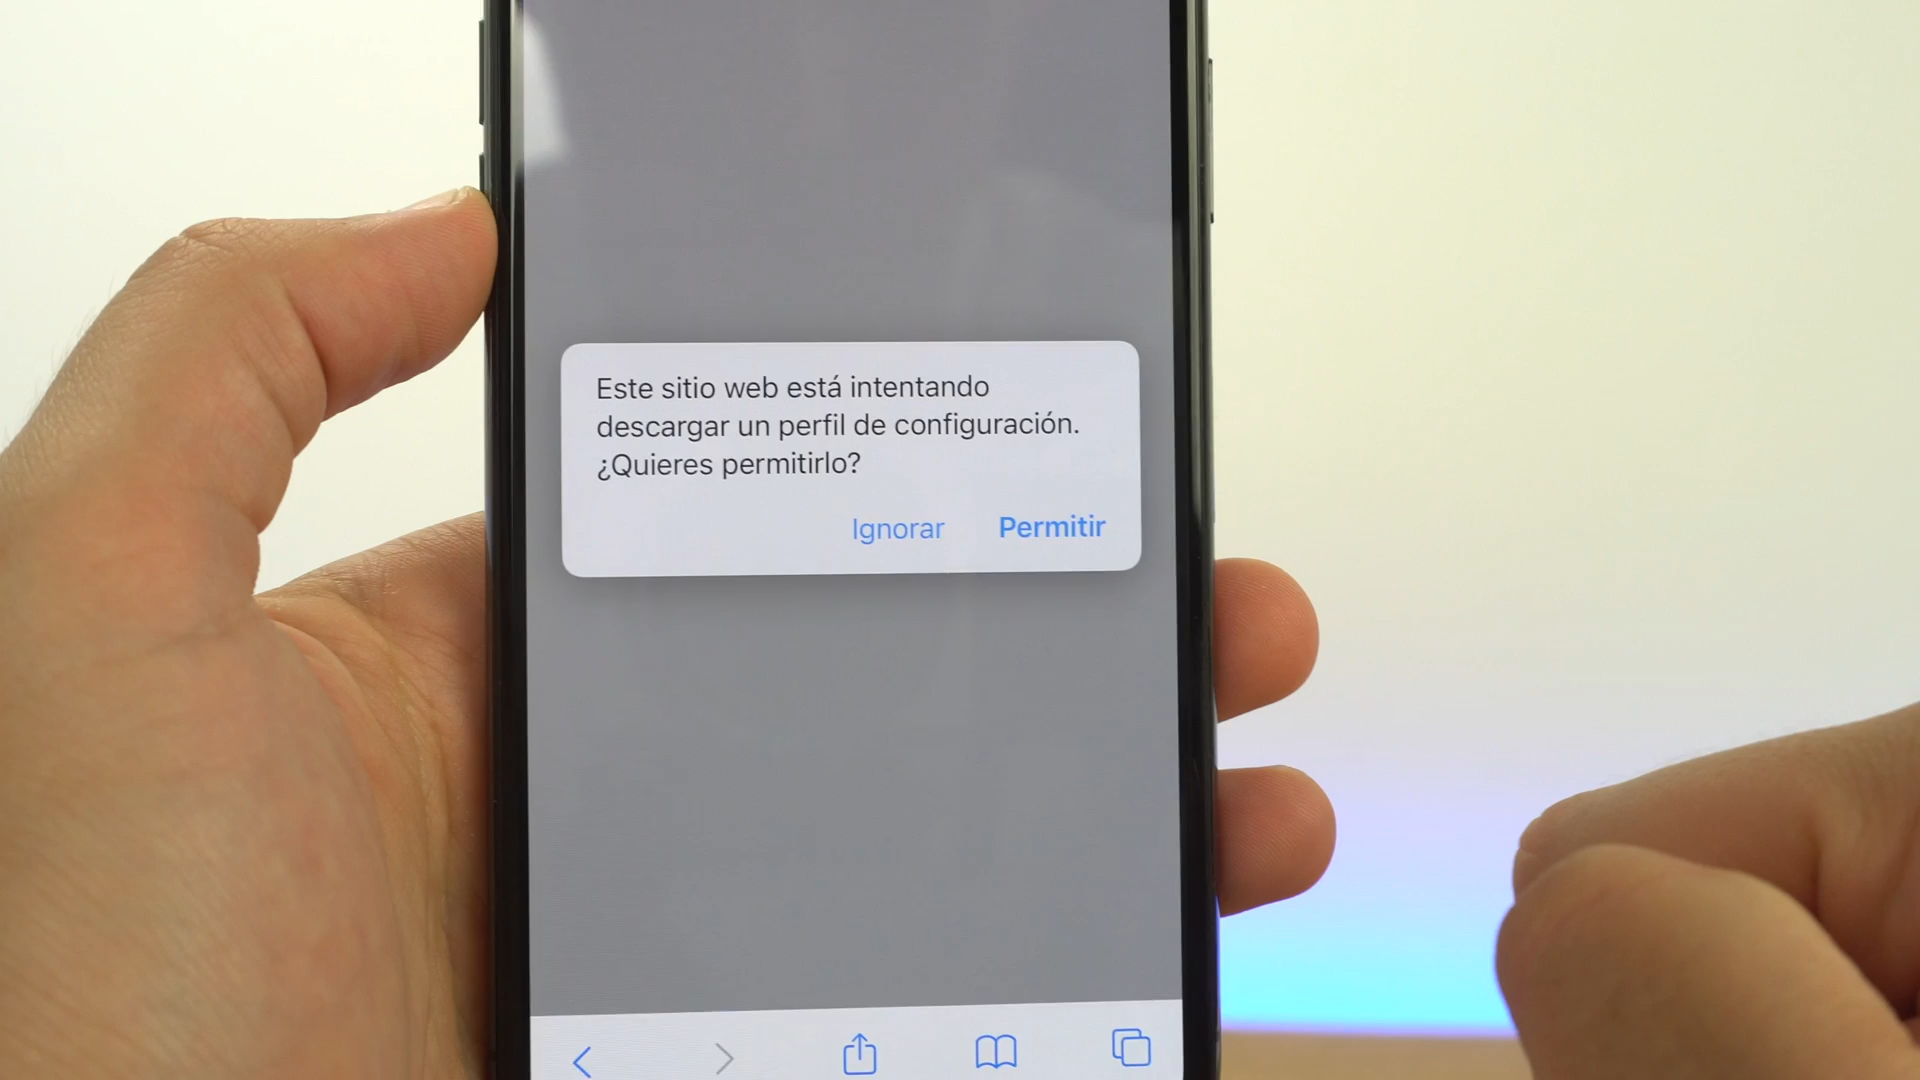 Este sitio web está intentando
descargar un perfil de configuración.
¿Quieres permitirlo?
Ignorar Permitir